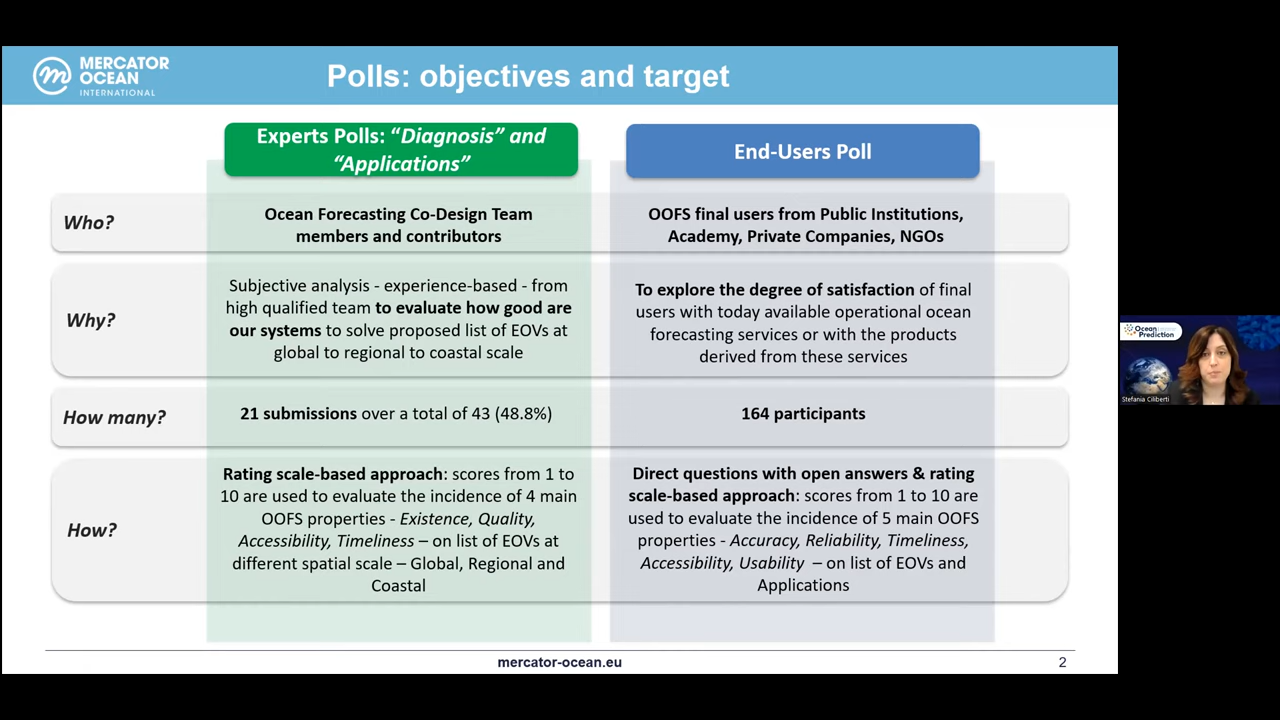 MERCATOR
OCEAN
INTERNATIONAL
Polls: objectives and target
Experts Polls: “Diagnosis” and
“Applications”
End-Users Poll
Who?
Ocean Forecasting Co-Design Team
members and contributors
OOFS final users from Public Institutions,
Academy, Private Companies, NGOs
Why?
Subjective analysis - experience-based - from
high qualified team to evaluate how good are
our systems to solve proposed list of EOVs at
global to regional to coastal scale
To explore the degree of satisfaction of final
users with today available operational ocean
forecasting services or with the products
derived from these services
How many?
21 submissions over a total of 43 (48.8%)
164 participants
How?
Rating scale-based approach: scores from 1 to
10 are used to evaluate the incidence of 4 main
OOFS properties - Existence, Quality,
Accessibility, Timeliness – on list of EOVs at
different spatial scale – Global, Regional and
Coastal
Direct questions with open answers & rating
scale-based approach: scores from 1 to 10 are
used to evaluate the incidence of 5 main OOFS
properties - Accuracy, Reliability, Timeliness,
Accessibility, Usability – on list of EOVs and
Applications
mercator-ocean.eu
2
Ocean
Prediction
Stefania Ciliberti